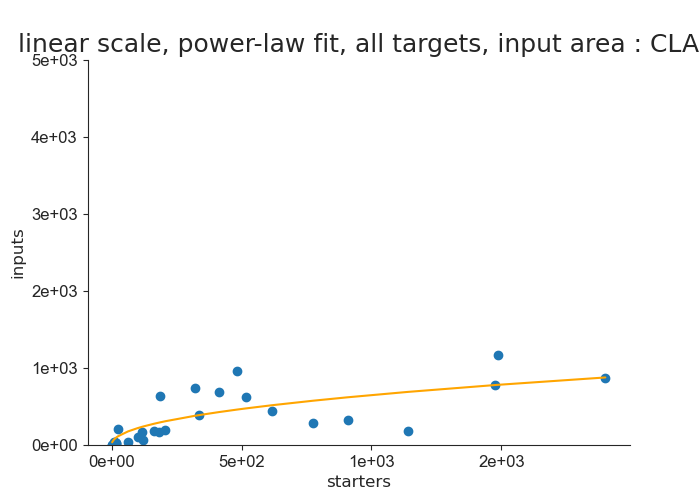 linear scale, power-law fit, all targets, input area : CLA
5e+03
4e+03
3e+03
2e+03
1e+03
0e+00
inputs
0e+00 5e+02 1e+03 2e+03
starters